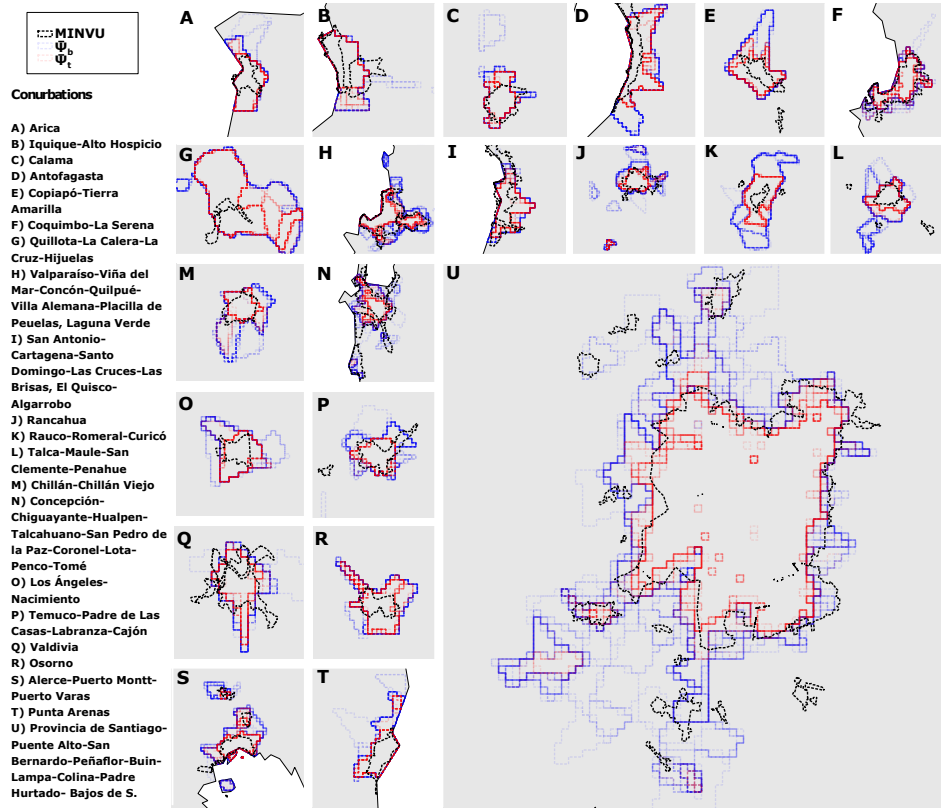 MINVU
Ψb
Ψt
Conurbations
A) Arica
B) Iquique-Alto Hospicio
C) Calama
D) Antofagasta
E) Copiapó-Tierra
Amarilla
F) Coquimbo-La Serena
G) Quillota-La Calera-La
Cruz-Hijuelas
H) Valparaíso-Viña del
Mar-Concón-Quilpué-
Villa Alemana-Placilla de
Peuelas, Laguna Verde
I) San Antonio-
Cartagena-Santo
Domingo-Las Cruces-Las
Brisas, El Quisco-
Algarrobo
J) Rancahua
K) Rauco-Romeral-Curicó
L) Talca-Maule-San
Clemente-Penahue
M) Chillán-Chillán Viejo
N) Concepción-
Chiguayante-Hualpen-
Talcahuano-San Pedro de
la Paz-Coronel-Lota-
Penco-Tomé
O) Los Ángeles-
Nacimiento
P) Temuco-Padre de Las
Casas-Labranza-Cajón
Q) Valdivia
R) Osorno
S) Alerce-Puerto Montt-
Puerto Varas
T) Punta Arenas
U) Provincia de Santiago-
Puente Alto-San
Bernardo-Peñaflor-Buin-
Lampa-Colina-Padre
Hurtado- Bajos de S.
A
B
C
D
E
F
G
H
I
J
K
L
M
N
U
O
P
Q
R
S
T